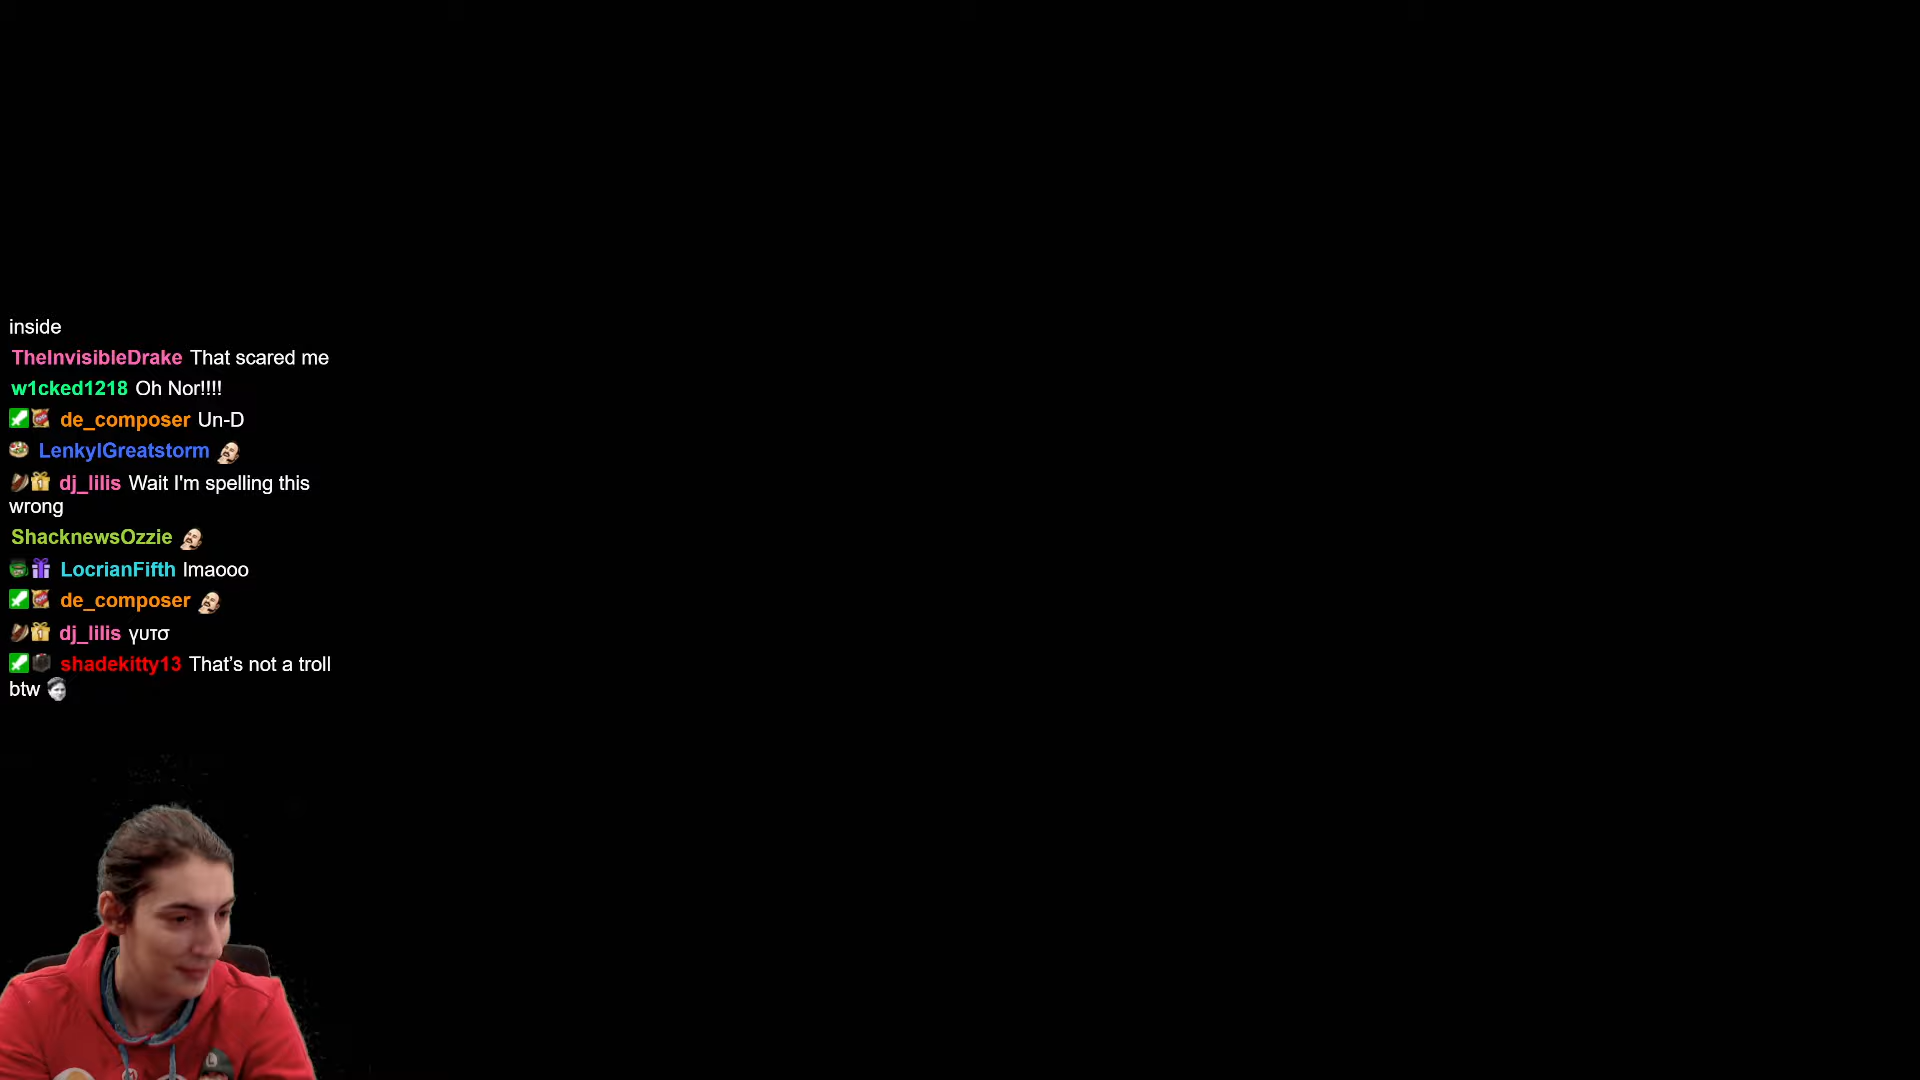 inside
TheInvisibleDrake That scared me
w1cked1218 Oh Nor!!!!
de_composer Un-D
LenkylGreatstorm
dj_lilis Wait I'm spelling this
wrong
ShacknewsOzzie
LocrianFifth lmaooo
de_composer
dj_lilis γυτσ
shadekitty13 That’s not a troll
btw
L
M